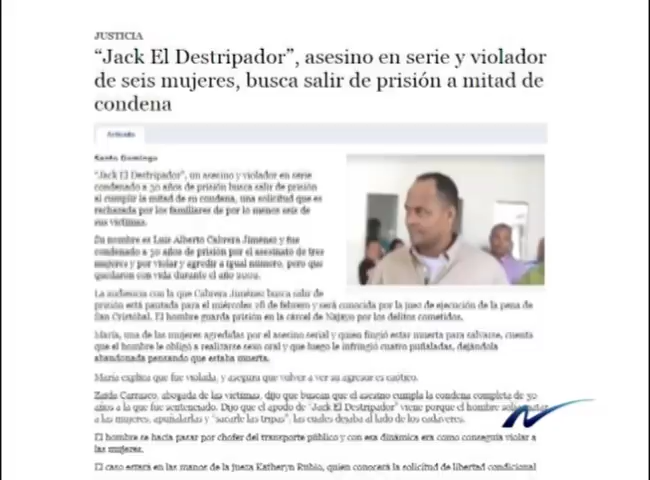 JUSTICIA
“Jack El Destripador”, asesino en serie y violador
de seis mujeres, busca salir de prisión a mitad de
condena
Artículo
Santo Domingo
“Jack El Destripador”, un asesino y violador en serie
condenado a 30 años de prisión busca salir de prisión
al cumplir la mitad de su condena, una solicitud que es
rechazada por los familiares de por lo menos seis de
sus víctimas.
Su nombre es Luis Alberto Cabrera Jiménez y fue
condenado a 30 años de prisión por el asesinato de tres
mujeres y por violar y agredir a igual número, pero que
quedaron con vida durante el año 2002.
La audiencia con la que Cabrera Jiménez busca salir de
prisión está pautada para el miércoles 28 de febrero y será conocida por la juez de ejecución de la pena de
San Cristóbal. El hombre guarda prisión en la cárcel de Najayo por los delitos cometidos.
María, una de las mujeres agredidas por el asesino serial y quien fingió estar muerta para salvarse, cuenta
que el hombre le obligó a realizarse sexo oral y que luego le infringió cuatro puñaladas, dejándola
abandonada pensando que estaba muerta.
María explica que fue violada, y asegura que volver a ver su agresor es caótico.
Zaida Carrasco, abogada de las víctimas, dijo que buscan que el asesino cumpla la condena completa de 30
años a la que fue sentenciado. Dijo que el apodo de “Jack El Destripador” viene porque el hombre
a las mujeres, apuñalarlas y “sacarle las tripas”, las cuales dejaba al lado de los cadáveres.
El hombre se hacía pasar por chofer del transporte público y con esa dinámica era como conseguía violar a
las mujeres.
El caso estará en las manos de la jueza Katheryn Rubio, quien conocerá la solicitud de libertad condicional